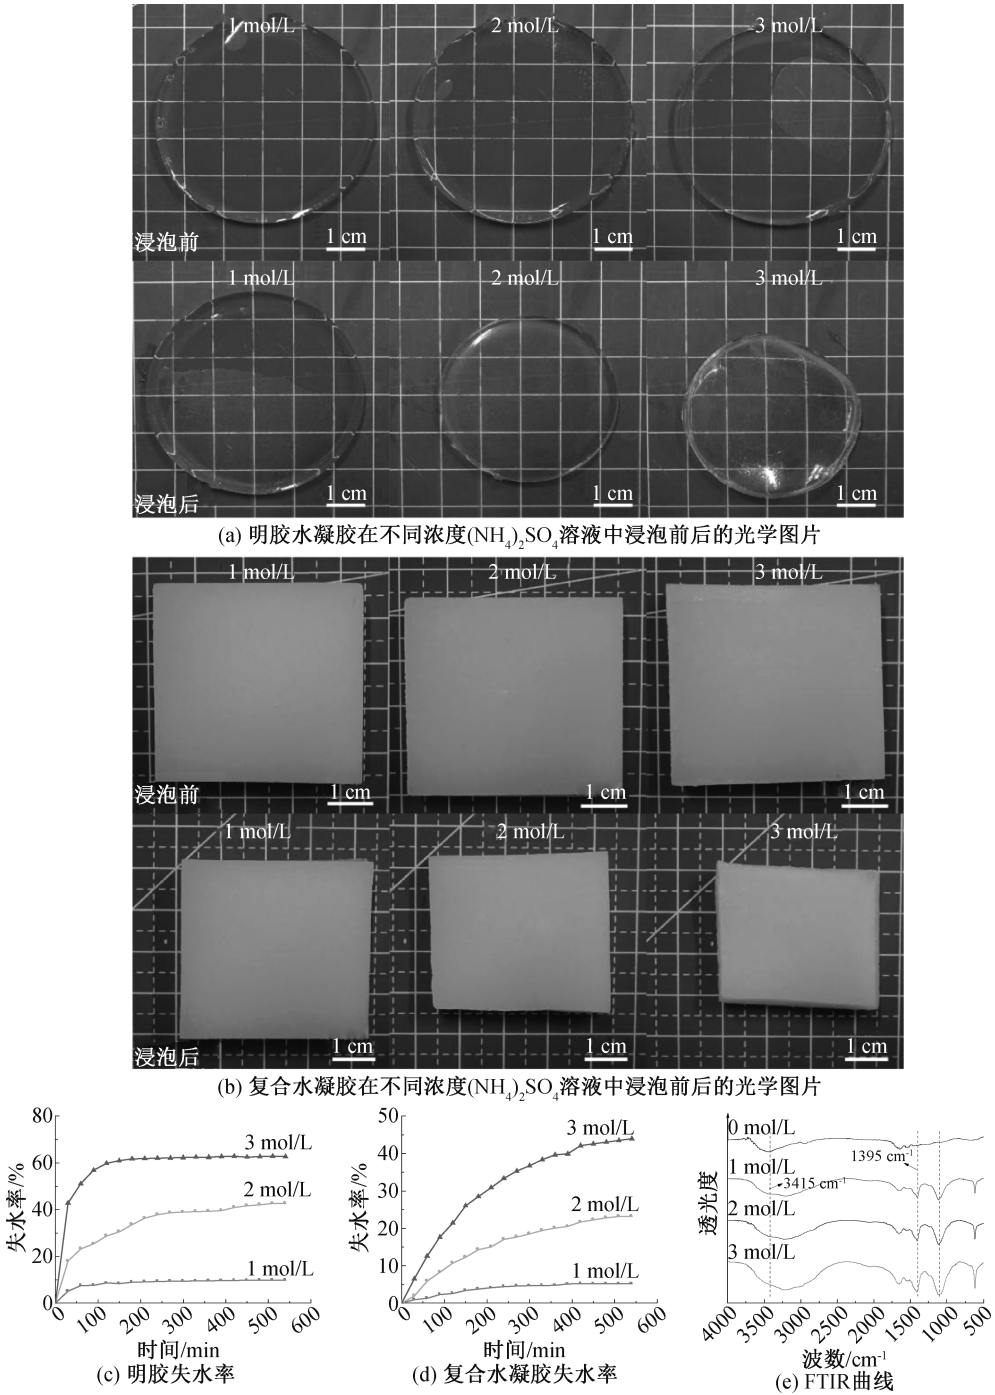 1 mol/L 2 mol/L 3 mol/L
浸泡前 1 cm 1 cm 1 cm
1 mol/L 2 mol/L 3 mol/L
浸泡后 1 cm 1 cm 1 cm
(a) 明胶水凝胶在不同浓度(NH₄)₂SO₄溶液中浸泡前后的光学图片
1 mol/L 2 mol/L 3 mol/L
浸泡前 1 cm 1 cm 1 cm
1 mol/L 2 mol/L 3 mol/L
浸泡后 1 cm 1 cm 1 cm
(b) 复合水凝胶在不同浓度(NH₄)₂SO₄溶液中浸泡前后的光学图片
失水率/%
80
60
40
20
0
3 mol/L
2 mol/L
1 mol/L
0 100 200 300 400 500 600
时间/min
(c) 明胶失水率
失水率/%
50
40
30
20
10
0
3 mol/L
2 mol/L
1 mol/L
0 100 200 300 400 500 600
时间/min
(d) 复合水凝胶失水率
透光度
0 mol/L
1395 cm⁻¹
1 mol/L
3415 cm⁻¹
2 mol/L
3 mol/L
4000 3500 3000 2500 2000 1500 1000 500
波数/cm⁻¹
(e) FTIR曲线